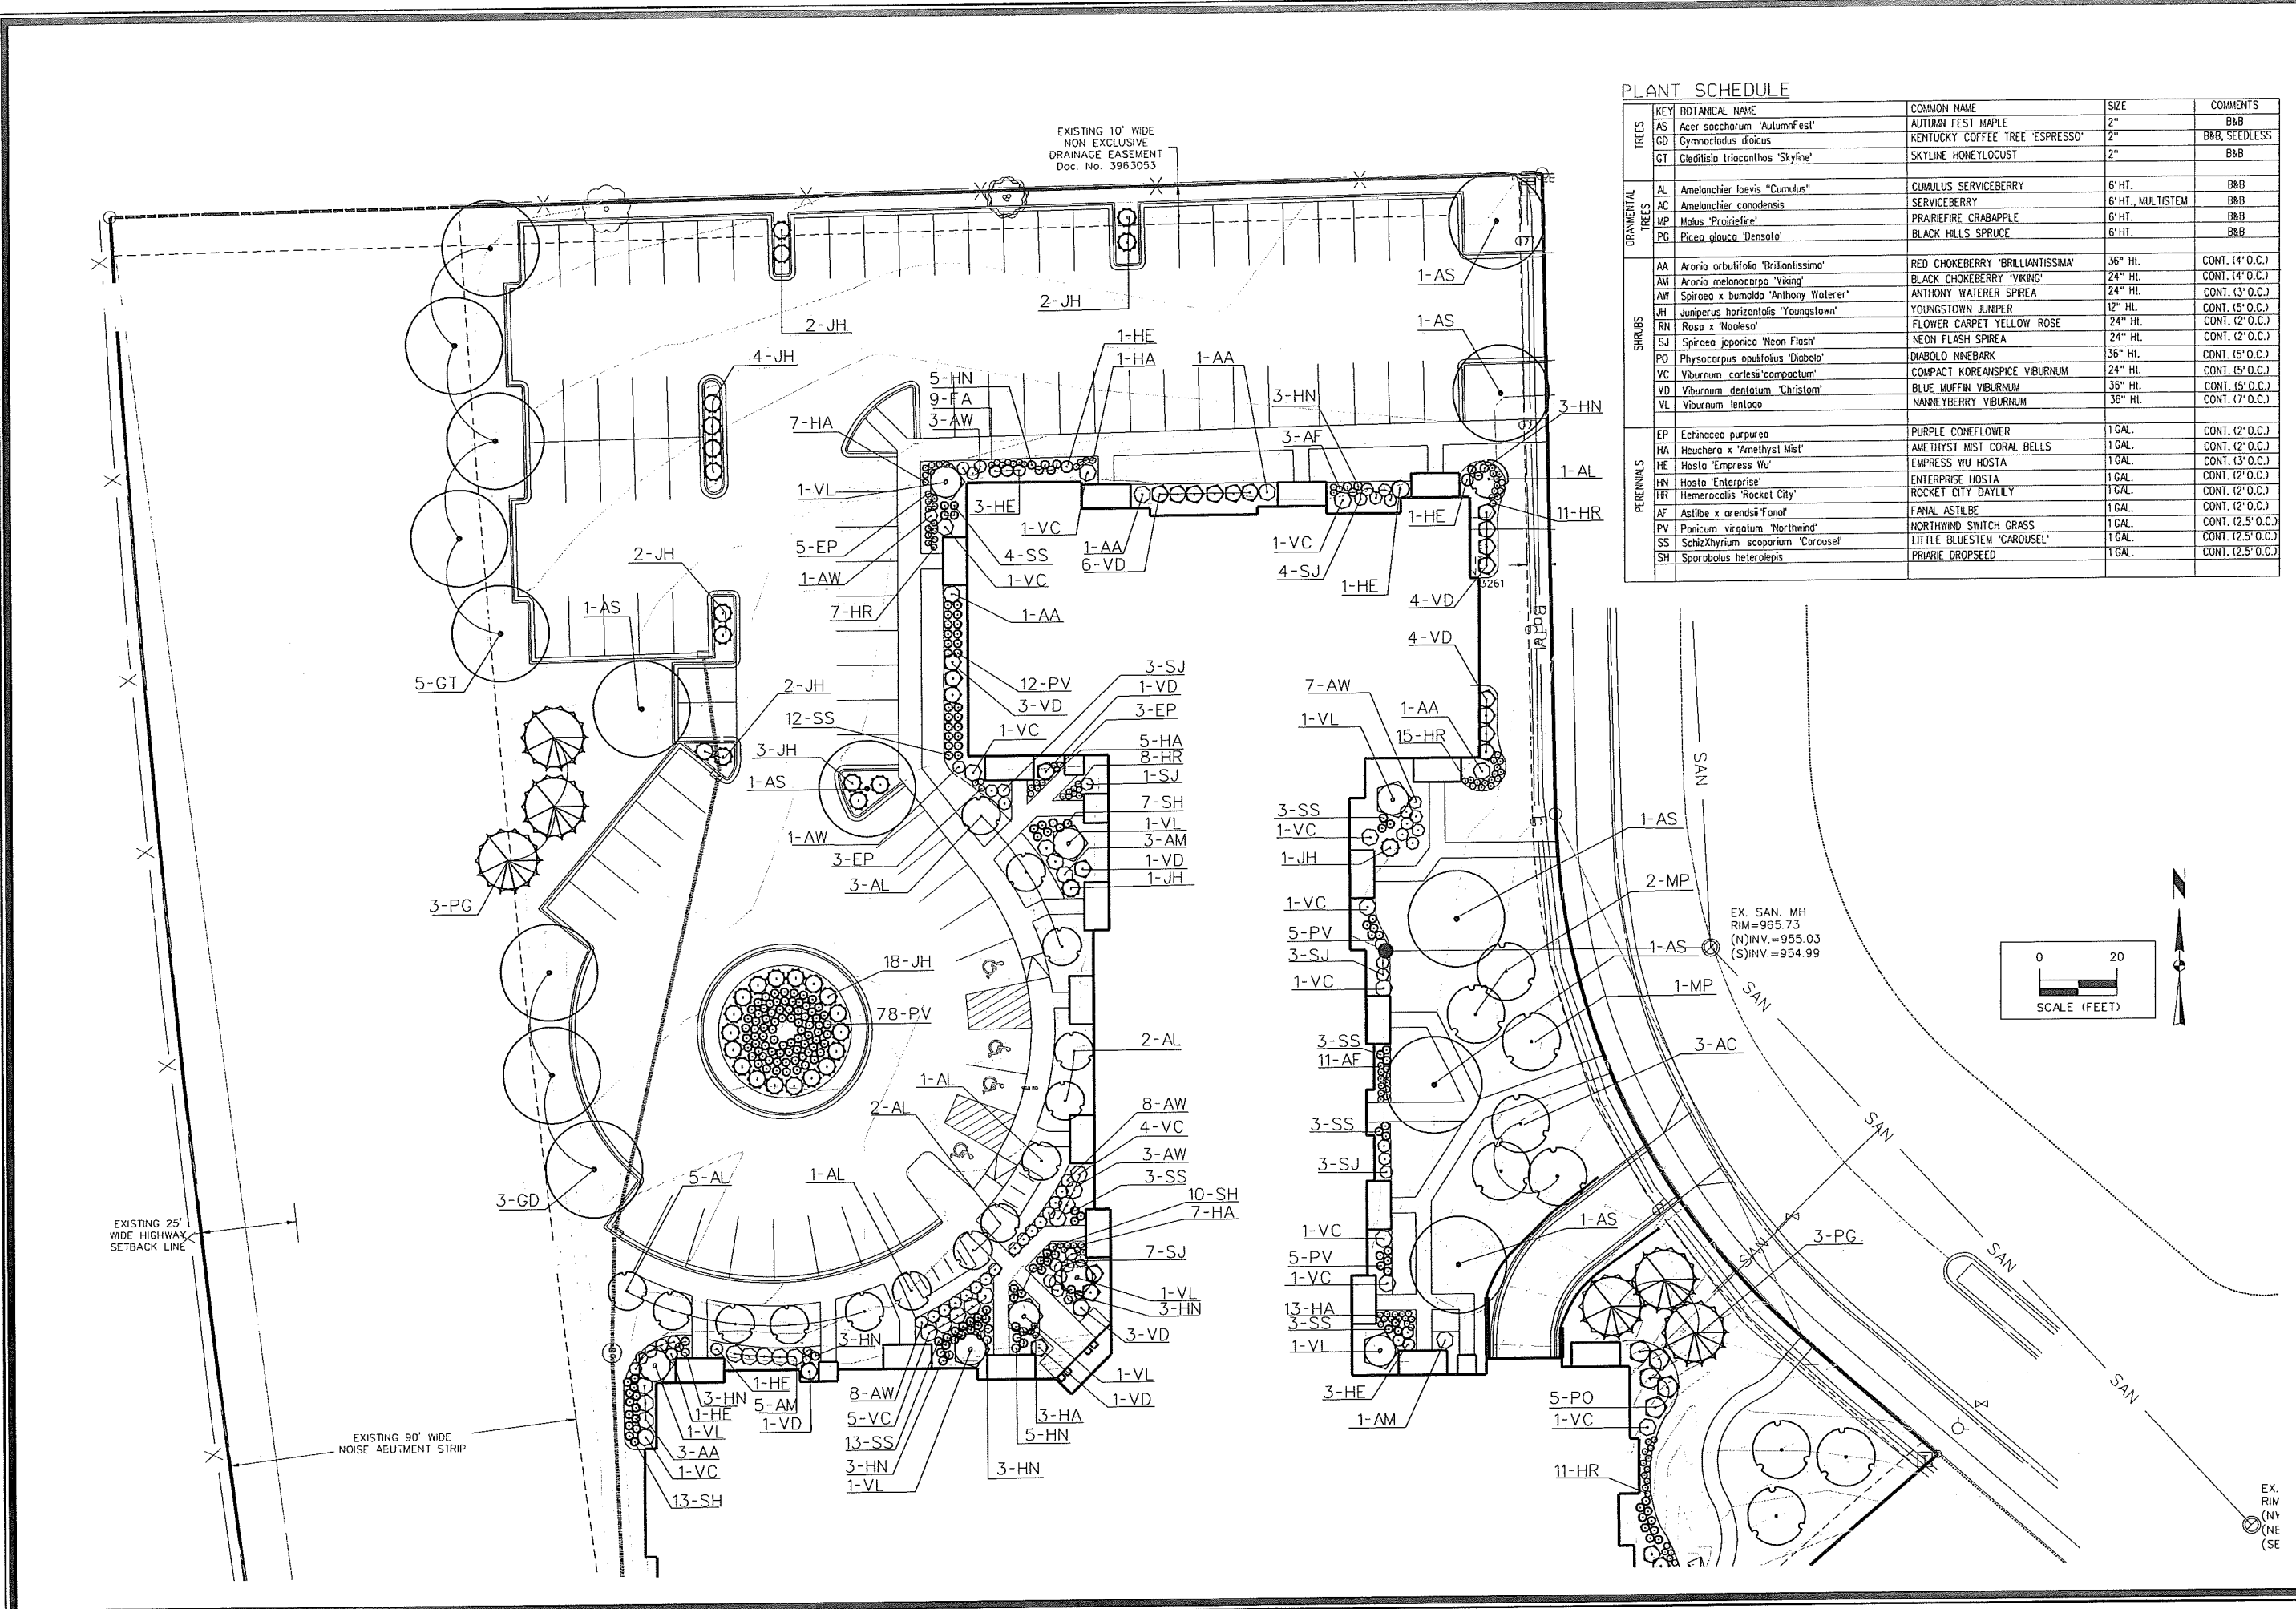 PLANT SCHEDULE
KEY BOTANICAL NAME COMMON NAME SIZE COMMENTS
TREES
AS Acer saccharum 'AutumnFest' AUTUMN FEST MAPLE 2" B&B
GD Gymnocladus dioicus KENTUCKY COFFEE TREE 'ESPRESSO' 2" B&B, SEEDLESS
GT Gleditisia triacanthos 'Skyline' SKYLINE HONEYLOCUST 2" B&B
ORANMENTAL TREES
AL Amelanchier laevis "Cumulus" CUMULUS SERVICEBERRY 6' HT. B&B
AC Amelanchier canadensis SERVICEBERRY 6' HT., MULTISTEM B&B
MP Malus 'Prairiefire' PRAIRIEFIRE CRABAPPLE 6' HT. B&B
PG Picea glauca 'Densata' BLACK HILLS SPRUCE 6' HT. B&B
SHRUBS
AA Aronia arbutifolia 'Brilliantissima' RED CHOKEBERRY 'BRILLIANTISSIMA' 36" Ht. CONT. (4' O.C.)
AM Aronia melanocarpa 'Viking' BLACK CHOKEBERRY 'VIKING' 24" Ht. CONT. (4' O.C.)
AW Spiraea x bumalda 'Anthony Waterer' ANTHONY WATERER SPIREA 24" Ht. CONT. (3' O.C.)
JH Juniperus horizontalis 'Youngstown' YOUNGSTOWN JUNIPER 12" Ht. CONT. (5' O.C.)
RN Rosa x 'Noalesa' FLOWER CARPET YELLOW ROSE 24" Ht. CONT. (2' O.C.)
SJ Spiraea japonica 'Neon Flash' NEON FLASH SPIREA 24" Ht. CONT. (2' O.C.)
PO Physocarpus opulifolius 'Diabolo' DIABOLO NINEBARK 36" Ht. CONT. (5' O.C.)
VC Viburnum carlesii 'compactum' COMPACT KOREANSPICE VIBURNUM 24" Ht. CONT. (5' O.C.)
VD Viburnum dentatum 'Christom' BLUE MUFFIN VIBURNUM 36" Ht. CONT. (5' O.C.)
VL Viburnum lentago NANNEYBERRY VIBURNUM 36" Ht. CONT. (7' O.C.)
PERENNIALS
EP Echinacea purpurea PURPLE CONEFLOWER 1 GAL. CONT. (2' O.C.)
HA Heuchera x 'Amethyst Mist' AMETHYST MIST CORAL BELLS 1 GAL. CONT. (2' O.C.)
HE Hosta 'Empress Wu' EMPRESS WU HOSTA 1 GAL. CONT. (3' O.C.)
HN Hosta 'Enterprise' ENTERPRISE HOSTA 1 GAL. CONT. (2' O.C.)
HR Hemerocallis 'Rocket City' ROCKET CITY DAYLILY 1 GAL. CONT. (2' O.C.)
AF Astilbe x arendsii 'Fanal' FANAL ASTILBE 1 GAL. CONT. (2' O.C.)
PV Panicum virgatum 'Northwind' NORTHWIND SWITCH GRASS 1 GAL. CONT. (2.5' O.C.)
SS SchiZXhyrium scoparium 'Carousel' LITTLE BLUESTEM 'CAROUSEL' 1 GAL. CONT. (2.5' O.C.)
SH Sporobolus heterolepis PRIARIE DROPSEED 1 GAL. CONT. (2.5' O.C.)
EXISTING 10' WIDE
NON EXCLUSIVE
DRAINAGE EASEMENT
Doc. No. 3963053
1-AS
2-JH
2-JH
1-AS
1-HE
4-JH
1-HA
1-AA
5-HN
9-FA
3-HN
3-HN
3-AW
7-HA
3-AF
1-AL
1-VL
3-HE
1-VC
1-HE
11-HR
5-EP
4-SS
1-AA
6-VD
1-VC
4-SJ
2-JH
1-AW
1-VC
1-HE
3261
7-HR
1-AA
4-VD
1-AS
4-VD
5-GT
2-JH
12-PV
3-VD
3-SJ
1-VD
3-EP
7-AW
1-AA
12-SS
1-VC
1-VL
15-HR
5-HA
8-HR
3-JH
1-SJ
1-AS
7-SH
3-SS
1-AS
1-AW
1-VL
1-VC
3-AM
3-EP
1-VD
1-JH
3-AL
1-JH
2-MP
3-PG
1-VC
EX. SAN. MH
RIM=965.73
(N)INV.=955.03
(S)INV.=954.99
5-PV
1-AS
3-SJ
18-JH
1-VC
1-MP
78-PV
0 20
SCALE (FEET)
N
2-AL
3-SS
3-AC
11-AF
1-AL
2-AL
8-AW
4-VC
3-SS
3-AW
3-SJ
5-AL
1-AL
3-SS
3-GD
10-SH
7-HA
1-AS
EXISTING 25'
WIDE HIGHWAY
SETBACK LINE
1-VC
3-PG
7-SJ
5-PV
1-VC
1-VL
3-HN
13-HA
3-SS
3-VD
3-HN
1-VL
1-VL
1-HE
3-HN
8-AW
3-HE
5-PO
5-AM
1-VD
1-HE
1-VD
5-VC
3-HA
1-AM
1-VC
1-VL
5-HN
13-SS
EXISTING 90' WIDE
NOISE ABUTMENT STRIP
3-AA
1-VC
3-HN
3-HN
1-VL
11-HR
13-SH
SAN
SAN
SAN
SAN
SAN
SAN
EX.
RIM
(NE
(SE